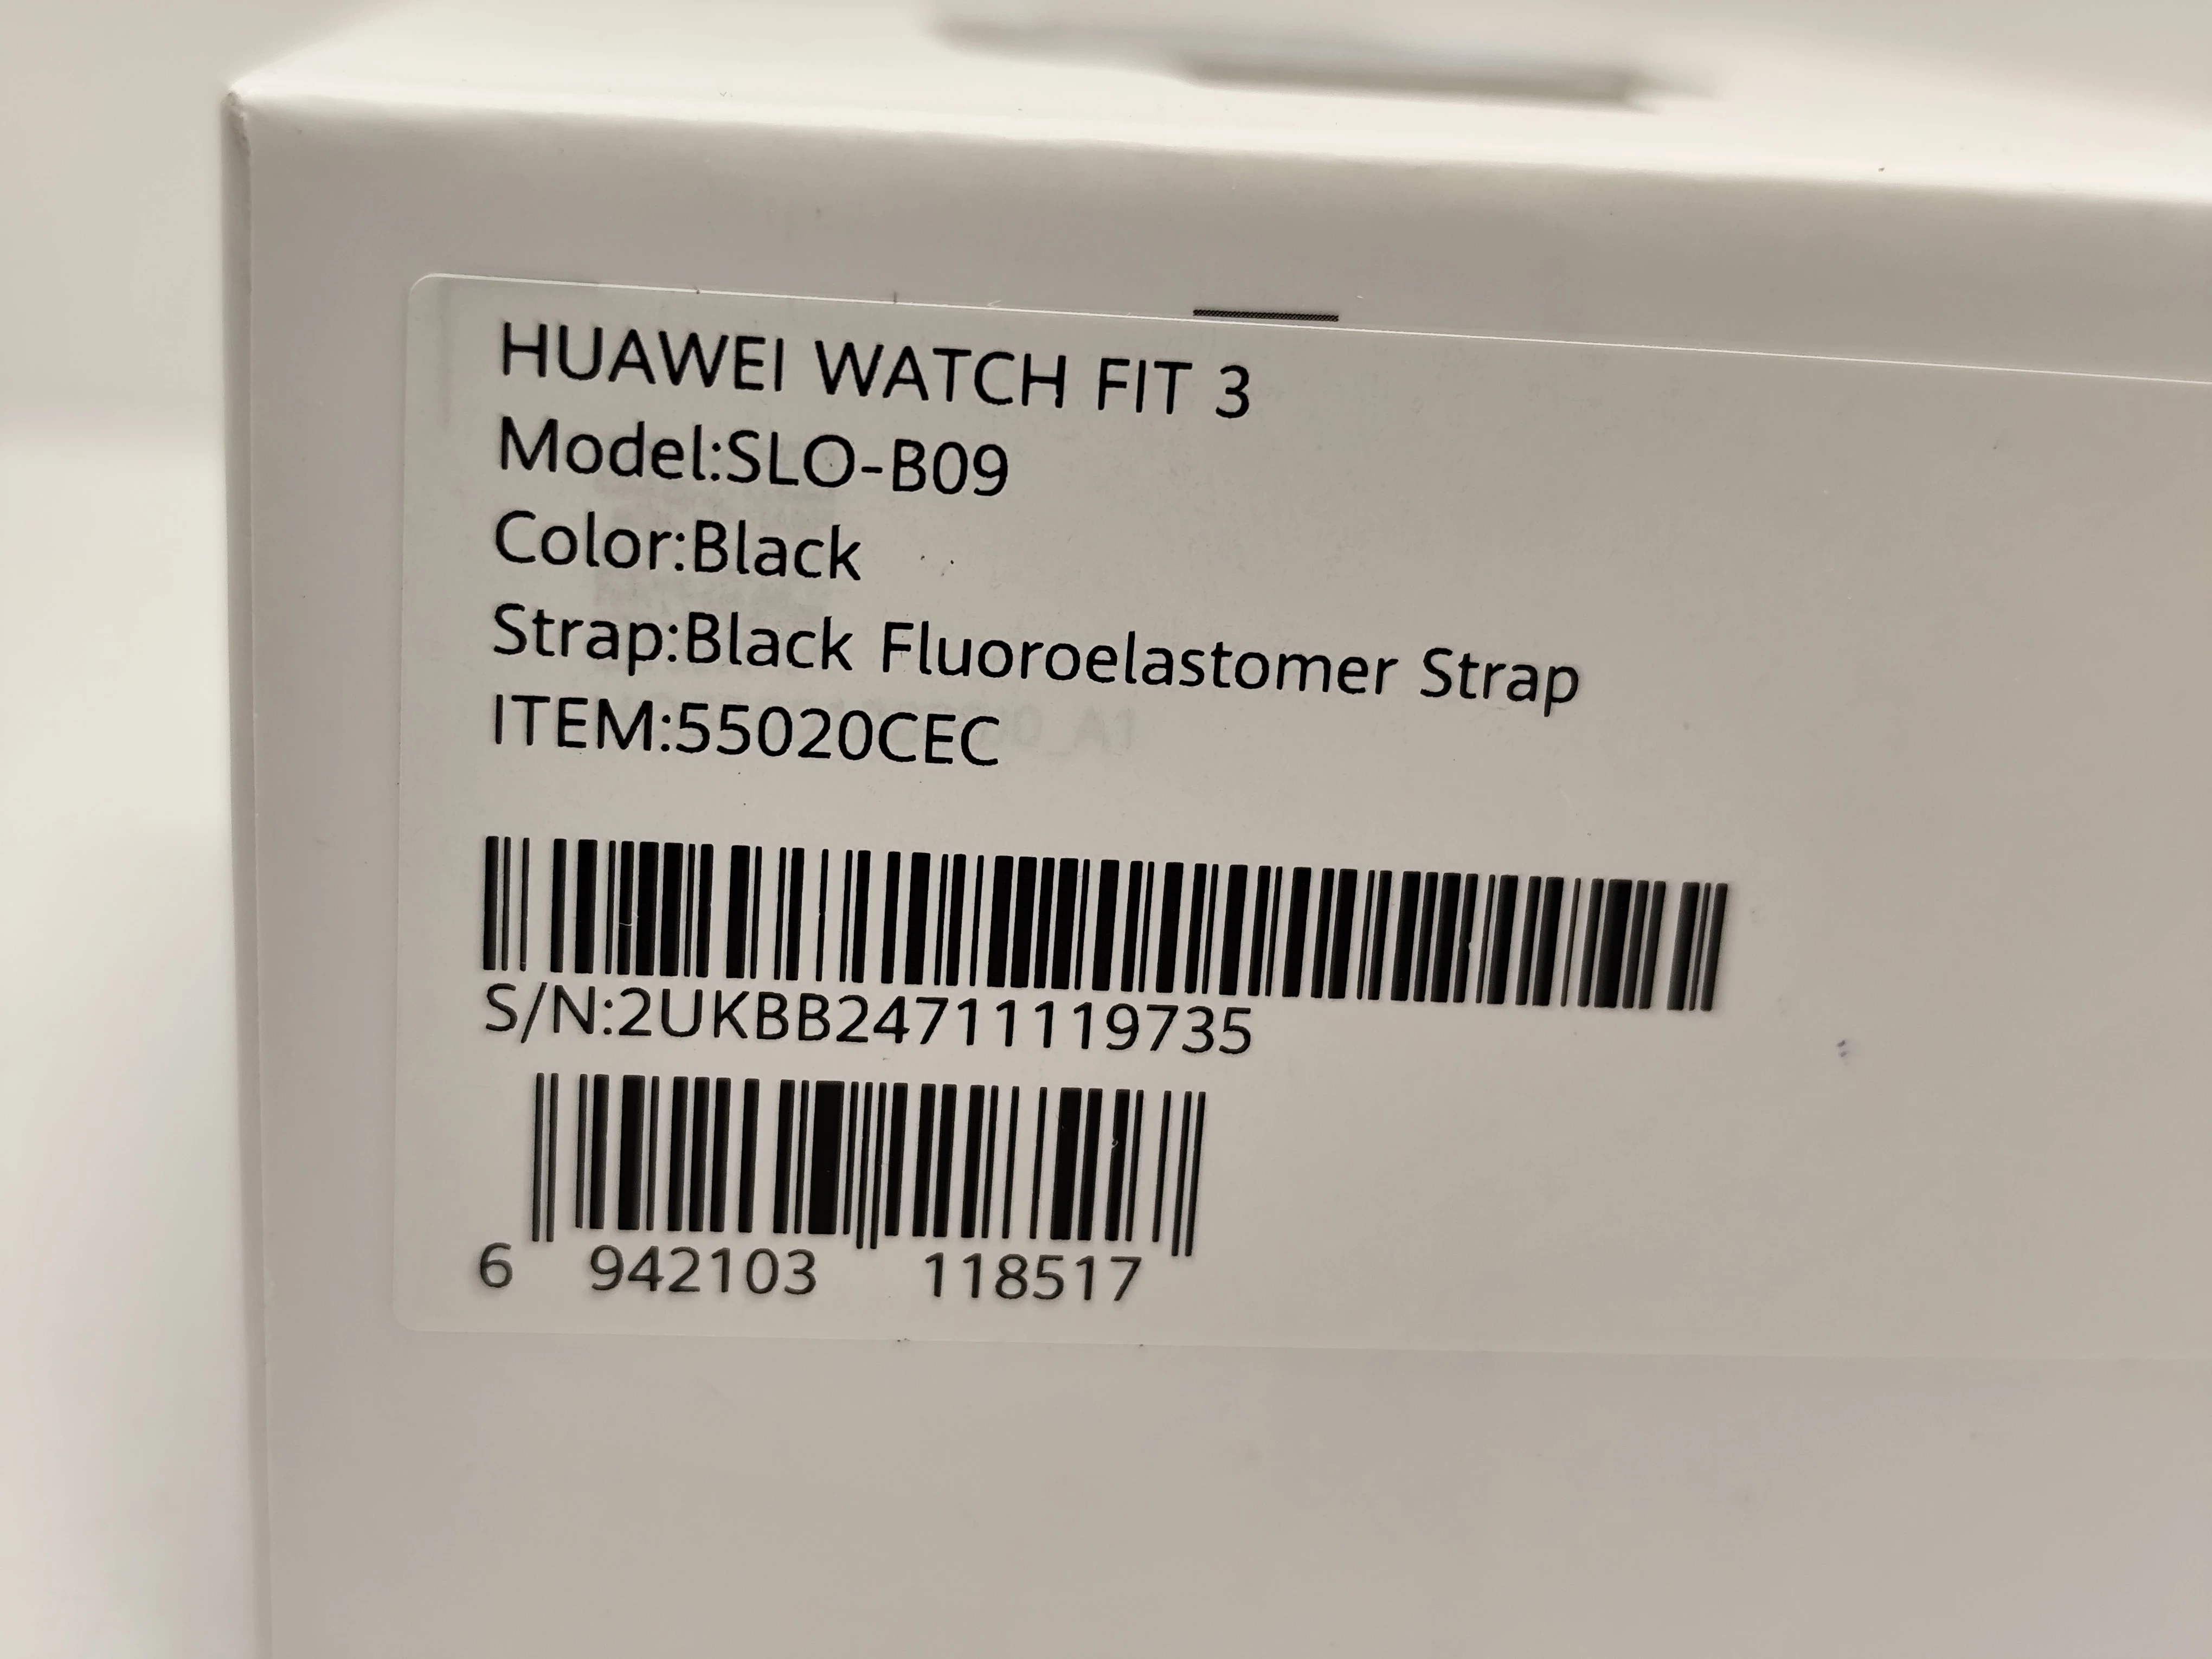 HUAWEI WATCH FIT 3
Model:SLO-B09
Color:Black
Strap:Black Fluoroelastomer Strap
ITEM:55020CEC
S/N:2UKBB24711119735
6 942103 118517